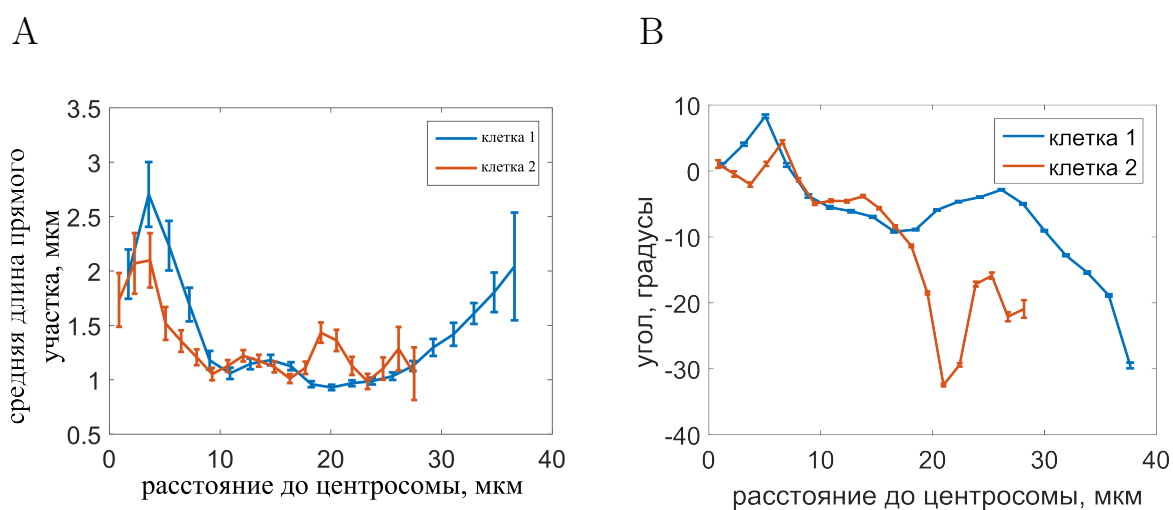 A
3.5
3
2.5
2
1.5
1
0.5
0
10
20
30
40
средняя длина прямого
участка, мкм
расстояние до центросомы, мкм
клетка 1
клетка 2
B
10
0
-10
-20
-30
-40
0
10
20
30
40
угол, градусы
расстояние до центросомы, мкм
клетка 1
клетка 2